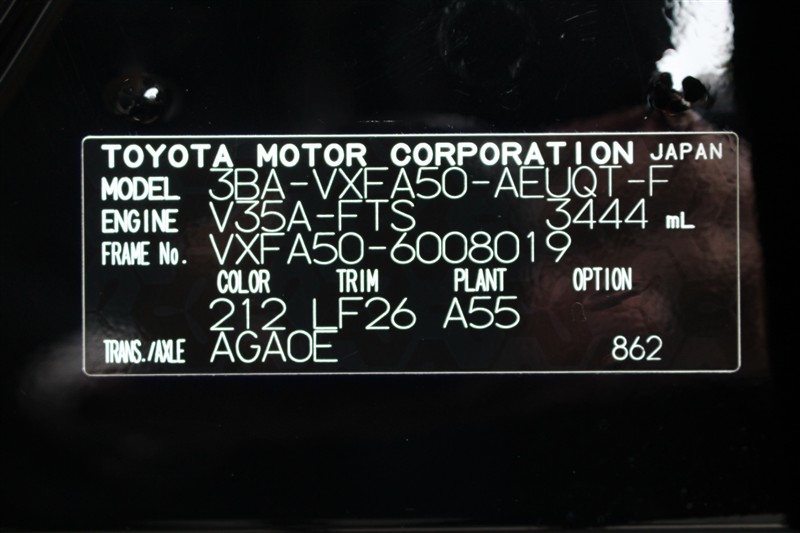 TOYOTA MOTOR CORPORATION JAPAN
MODEL 3BA-VXFA50-AEUQT-F
ENGINE V35A-FTS 3444 mL
FRAME No. VXFA50-6008019
COLOR TRIM PLANT OPTION
212 LF26 A55
TRANS./AXLE AGA0E 862